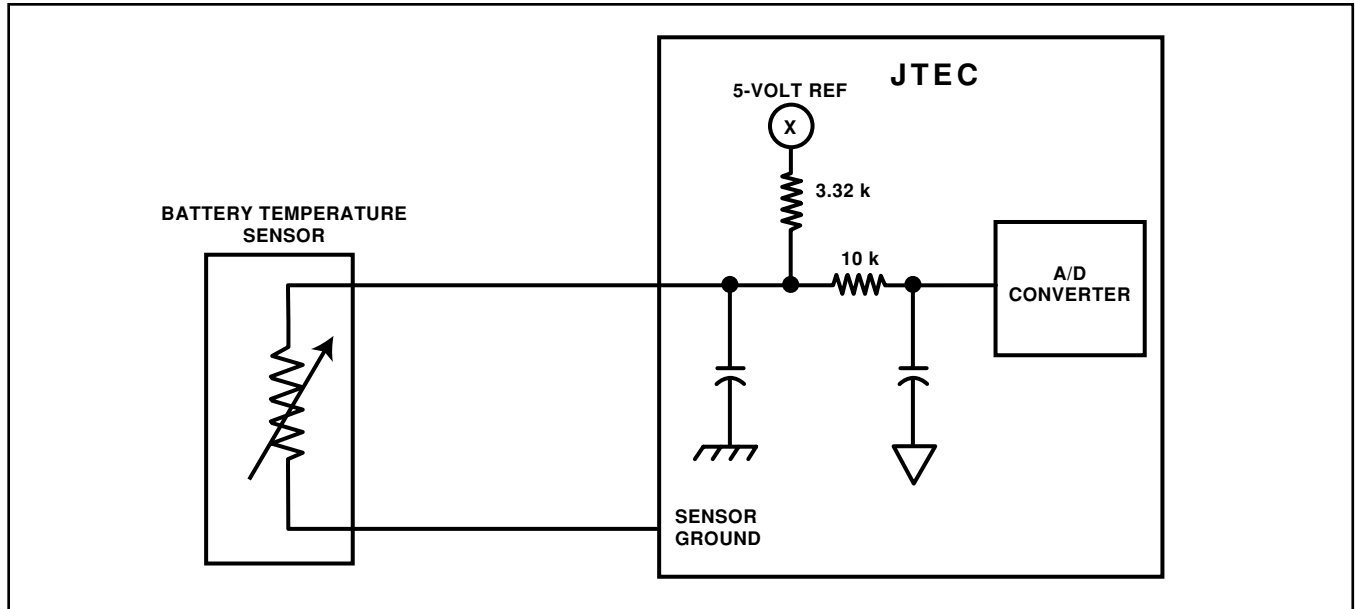 JTEC
5-VOLT REF
X
3.32 k
BATTERY TEMPERATURE
SENSOR
10 k
A/D
CONVERTER
SENSOR
GROUND